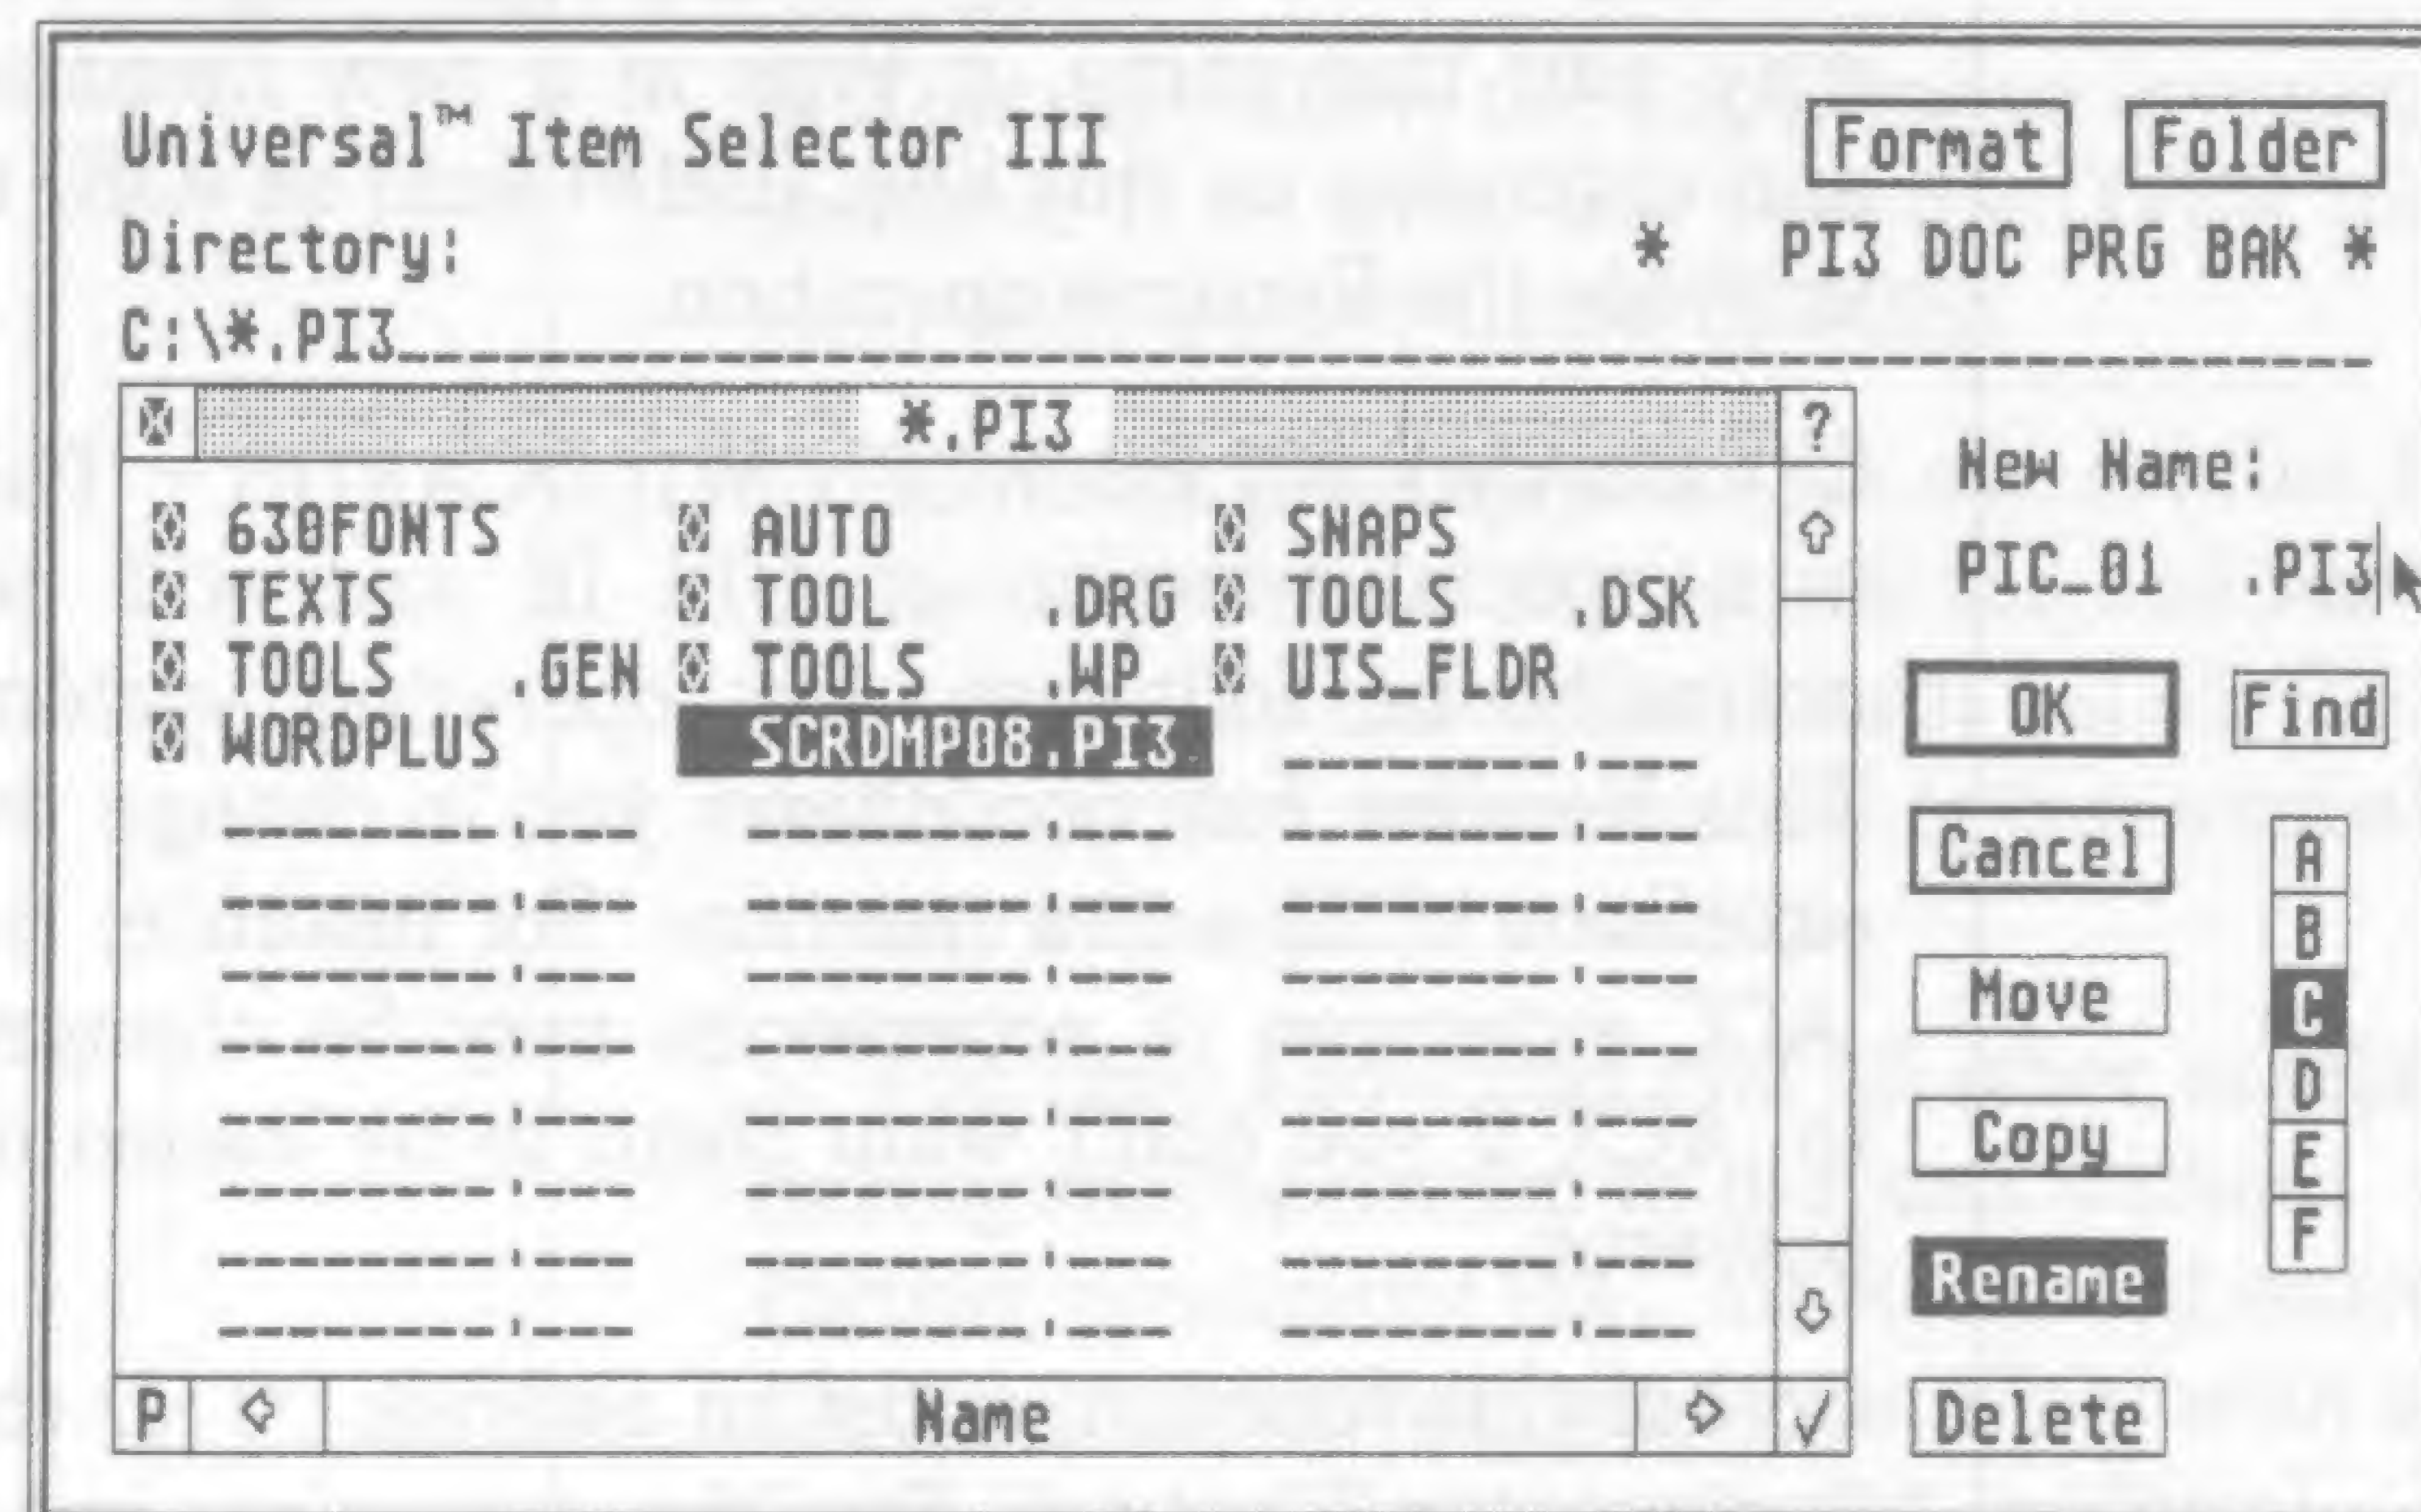 Universal™ Item Selector III Format Folder
Directory: * PI3 DOC PRG BAK *
C:\*.PI3
*.PI3 ?
New Name:
PIC_01 .PI3
630FONTS AUTO SNAPS
TEXTS TOOL .DRG TOOLS .DSK
TOOLS .GEN TOOLS .WP UIS_FLDR
WORDPLUS SCRDMP08.PI3
OK Find
Cancel
Move
Copy
Rename
Delete
A
B
C
D
E
F
P Name